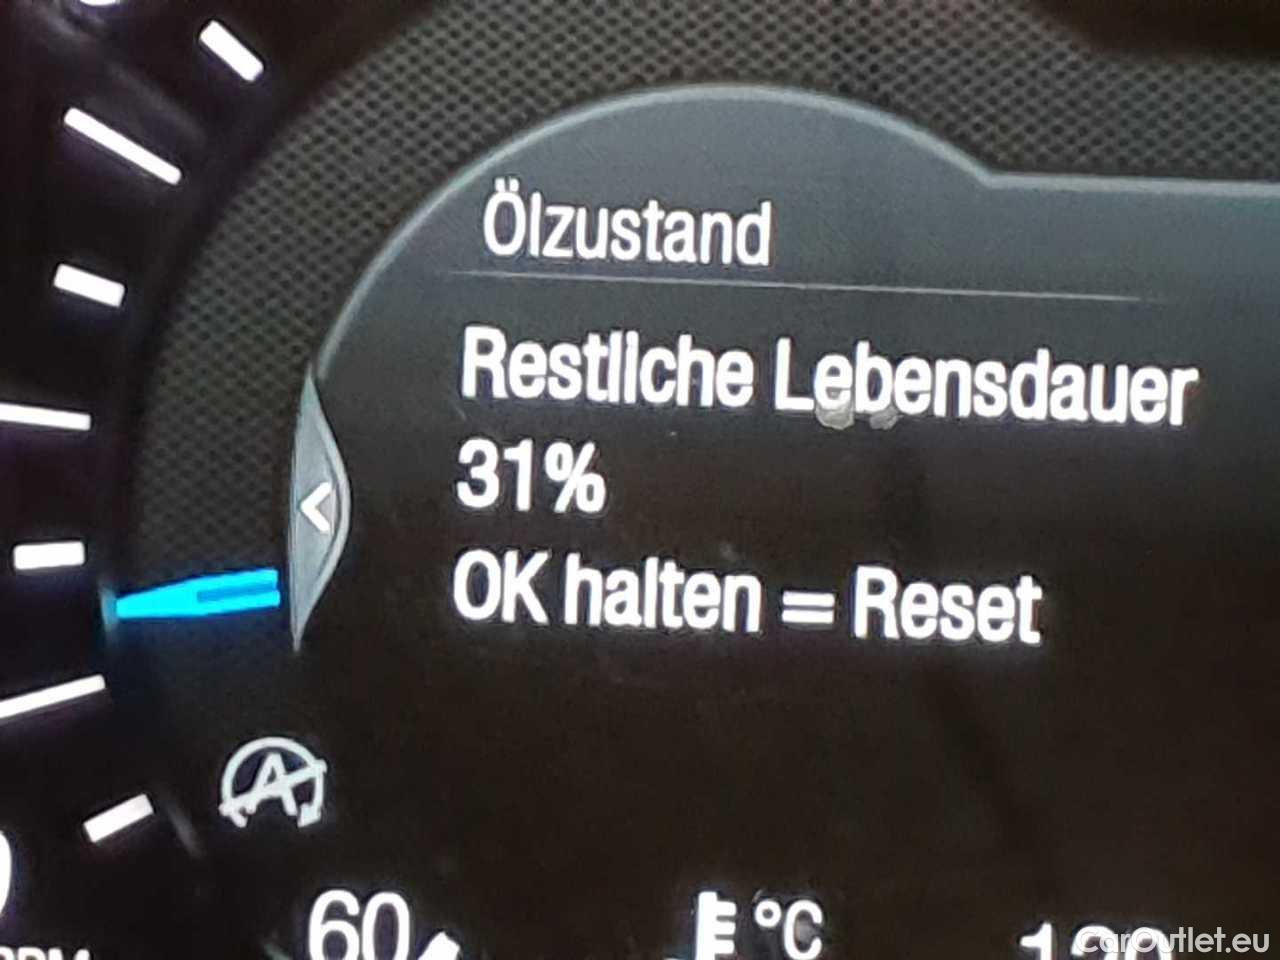 Ölzustand
Restliche Lebensdauer
31%
OK halten = Reset
A
60
°C
CarOutlet.eu